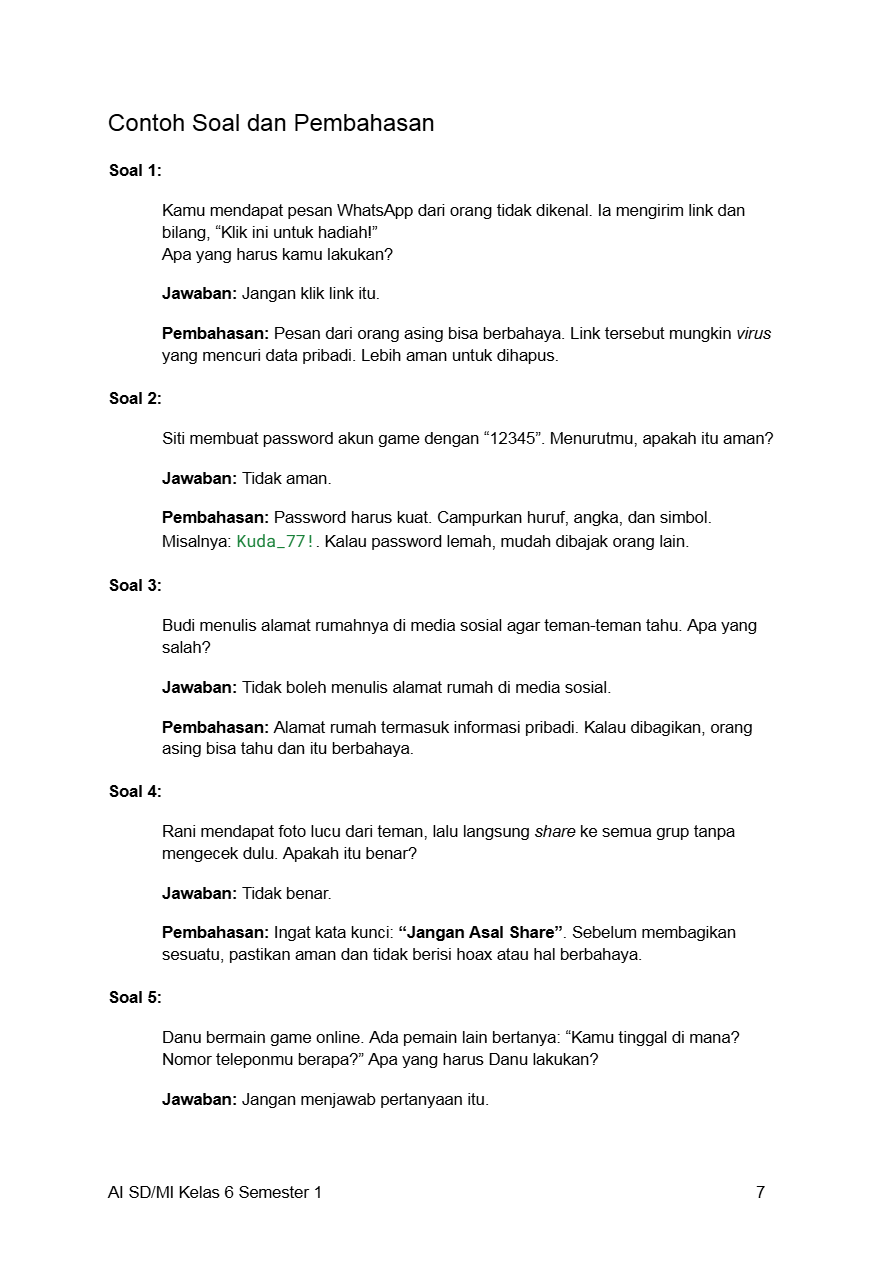 Contoh Soal dan Pembahasan
Soal 1:
Kamu mendapat pesan WhatsApp dari orang tidak dikenal. Ia mengirim link dan
bilang, “Klik ini untuk hadiah!”
Apa yang harus kamu lakukan?
Jawaban: Jangan klik link itu.
Pembahasan: Pesan dari orang asing bisa berbahaya. Link tersebut mungkin virus
yang mencuri data pribadi. Lebih aman untuk dihapus.
Soal 2:
Siti membuat password akun game dengan “12345”. Menurutmu, apakah itu aman?
Jawaban: Tidak aman.
Pembahasan: Password harus kuat. Campurkan huruf, angka, dan simbol.
Misalnya: Kuda_77!. Kalau password lemah, mudah dibajak orang lain.
Soal 3:
Budi menulis alamat rumahnya di media sosial agar teman-teman tahu. Apa yang
salah?
Jawaban: Tidak boleh menulis alamat rumah di media sosial.
Pembahasan: Alamat rumah termasuk informasi pribadi. Kalau dibagikan, orang
asing bisa tahu dan itu berbahaya.
Soal 4:
Rani mendapat foto lucu dari teman, lalu langsung share ke semua grup tanpa
mengecek dulu. Apakah itu benar?
Jawaban: Tidak benar.
Pembahasan: Ingat kata kunci: “Jangan Asal Share”. Sebelum membagikan
sesuatu, pastikan aman dan tidak berisi hoax atau hal berbahaya.
Soal 5:
Danu bermain game online. Ada pemain lain bertanya: “Kamu tinggal di mana?
Nomor teleponmu berapa?” Apa yang harus Danu lakukan?
Jawaban: Jangan menjawab pertanyaan itu.
AI SD/MI Kelas 6 Semester 1 7